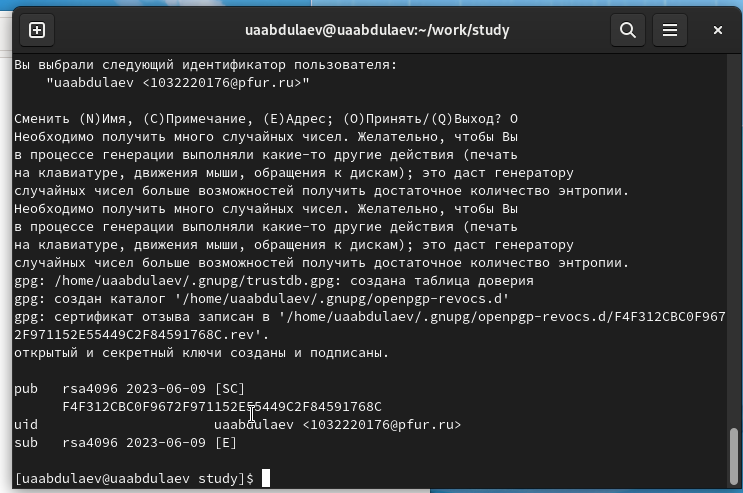 uaabdulaev@uaabdulaev:~/work/study
Вы выбрали следующий идентификатор пользователя:
"uaabdulaev <1032220176@pfur.ru>"
Сменить (N)Имя, (C)Примечание, (E)Адрес; (O)Принять/(Q)Выход? O
Необходимо получить много случайных чисел. Желательно, чтобы Вы
в процессе генерации выполняли какие-то другие действия (печать
на клавиатуре, движения мыши, обращения к дискам); это даст генератору
случайных чисел больше возможностей получить достаточное количество энтропии.
Необходимо получить много случайных чисел. Желательно, чтобы Вы
в процессе генерации выполняли какие-то другие действия (печать
на клавиатуре, движения мыши, обращения к дискам); это даст генератору
случайных чисел больше возможностей получить достаточное количество энтропии.
gpg: /home/uaabdulaev/.gnupg/trustdb.gpg: создана таблица доверия
gpg: создан каталог '/home/uaabdulaev/.gnupg/openpgp-revocs.d'
gpg: сертификат отзыва записан в '/home/uaabdulaev/.gnupg/openpgp-revocs.d/F4F312CBC0F967
2F971152E55449C2F84591768C.rev'.
открытый и секретный ключи созданы и подписаны.
pub   rsa4096 2023-06-09 [SC]
F4F312CBC0F9672F971152E55449C2F84591768C
uid                      uaabdulaev <1032220176@pfur.ru>
sub   rsa4096 2023-06-09 [E]
[uaabdulaev@uaabdulaev study]$